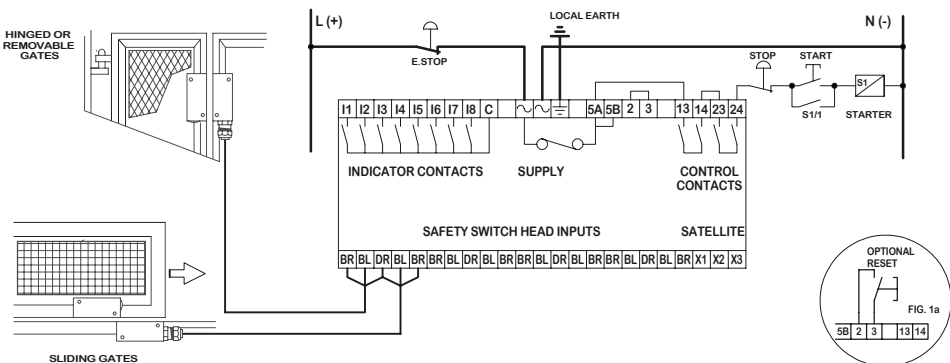 L (+)
LOCAL EARTH
N (-)
HINGED OR
REMOVABLE
GATES
E.STOP
STOP
START
S1
S1/1
STARTER
I1 I2 I3 I4 I5 I6 I7 I8 C 5A 5B 2 3 13 14 23 24
INDICATOR CONTACTS
SUPPLY
CONTROL
CONTACTS
SAFETY SWITCH HEAD INPUTS
SATELLITE
BR BL DR BL BR BR BL DR BL BR BR BL DR BL BR BR BL DR BL BR X1 X2 X3
OPTIONAL
RESET
FIG. 1a
5B 2 3 13 14
SLIDING GATES